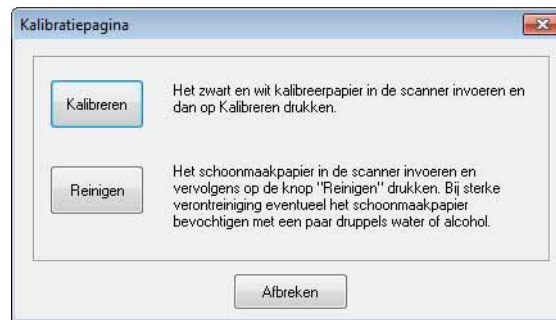 Kalibratiepagina
Kalibreren
Het zwart en wit kalibreerpapier in de scanner invoeren en
dan op Kalibreren drukken.
Reinigen
Het schoonmaakpapier in de scanner invoeren en
vervolgens op de knop "Reinigen" drukken. Bij sterke
verontreiniging eventueel het schoonmaakpapier
bevochtigen met een paar druppels water of alcohol.
Afbreken